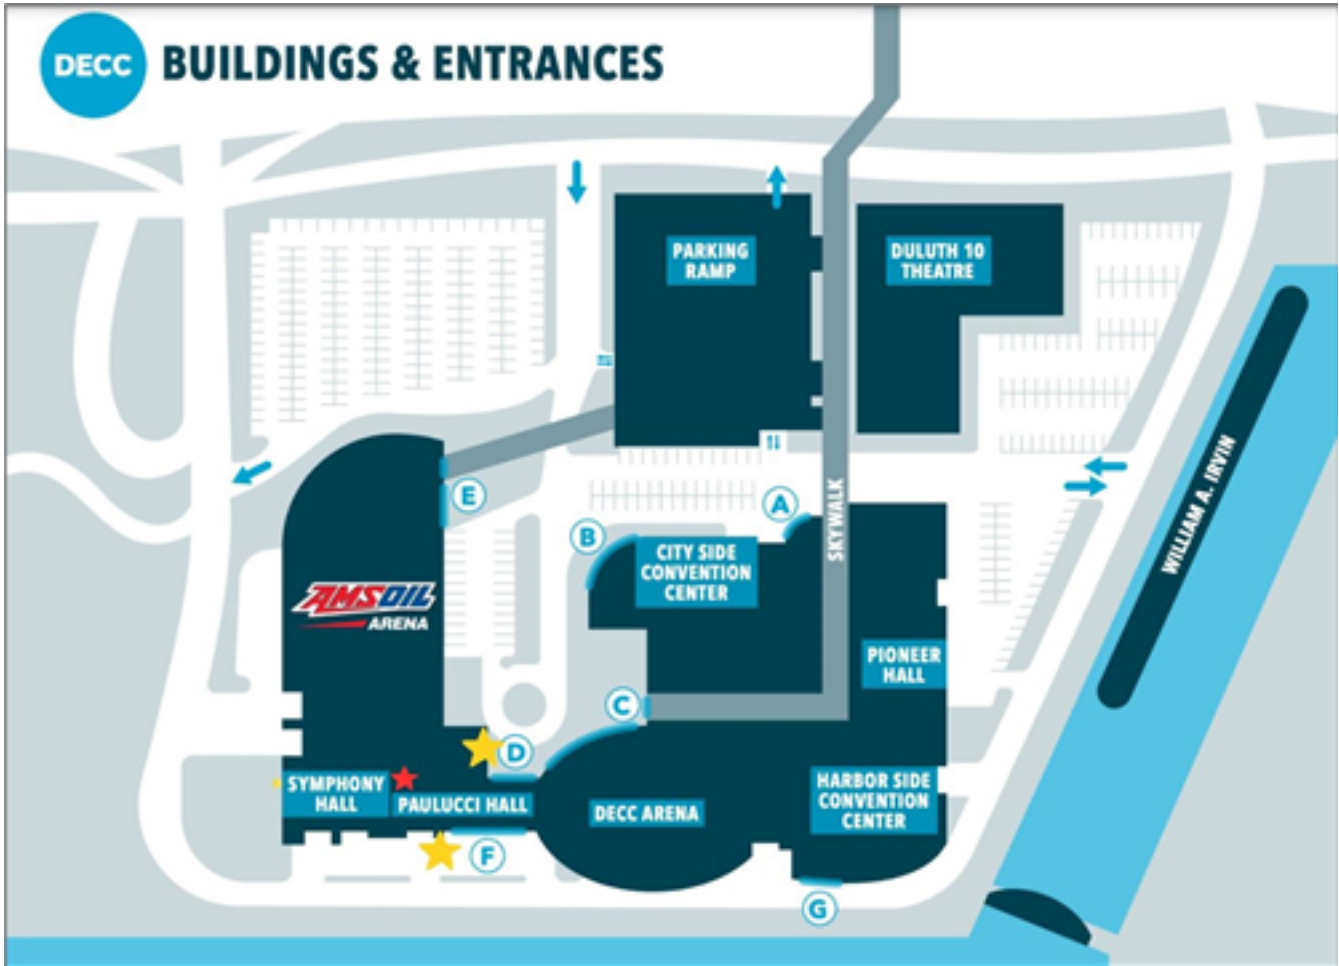 DECC
BUILDINGS & ENTRANCES
PARKING
RAMP
DULUTH 10
THEATRE
E
A
B
SKYWALK
WILLIAM A. IRVIN
CITY SIDE
CONVENTION
CENTER
AMSOIL
ARENA
PIONEER
HALL
C
D
SYMPHONY
HALL
PAULUCCI HALL
DECC ARENA
HARBOR SIDE
CONVENTION
CENTER
F
G